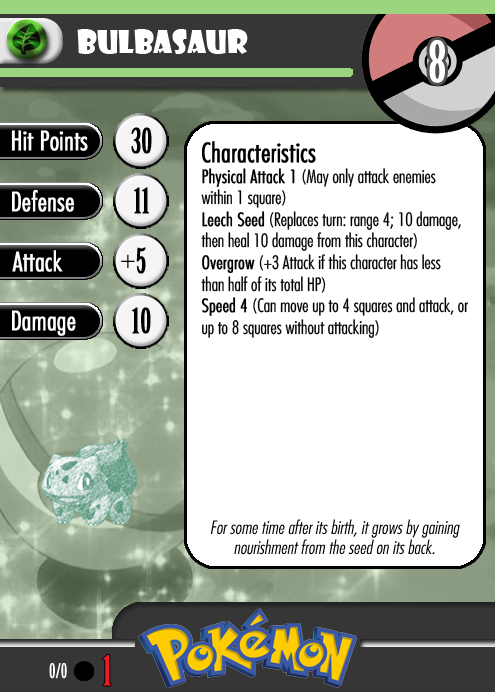 BULBASAUR
8
Hit Points 30
Defense 11
Attack +5
Damage 10
Characteristics
Physical Attack 1 (May only attack enemies
within 1 square)
Leech Seed (Replaces turn: range 4; 10 damage,
then heal 10 damage from this character)
Overgrow (+3 Attack if this character has less
than half of its total HP)
Speed 4 (Can move up to 4 squares and attack, or
up to 8 squares without attacking)
For some time after its birth, it grows by gaining
nourishment from the seed on its back.
0/0 1
POKéMON